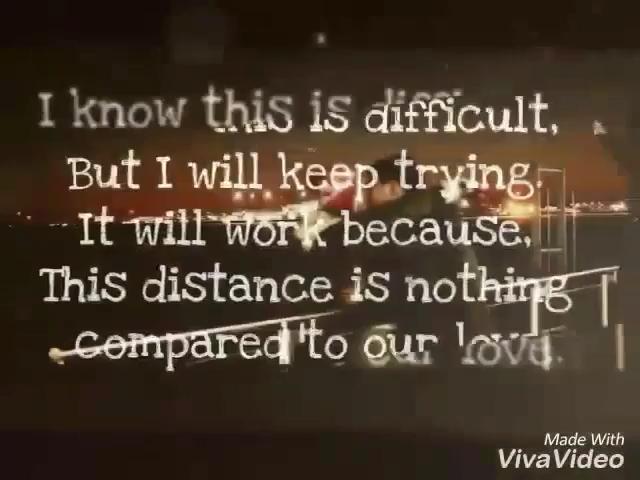 I know this is difficult,
But I will keep trying.
It will work because,
This distance is nothing
compared to our love.
Made With
VivaVideo